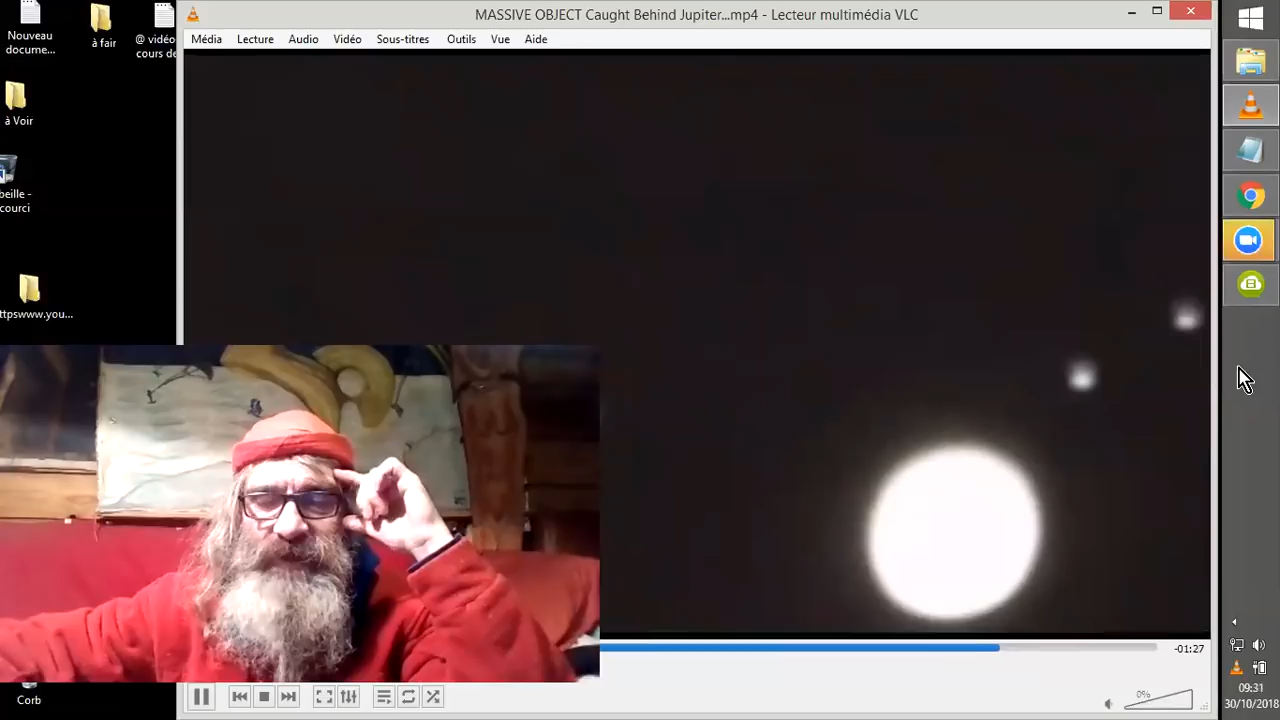 MASSIVE OBJECT Caught Behind Jupiter...mp4 - Lecteur multimédia VLC
Média Lecture Audio Vidéo Sous-titres Outils Vue Aide
Nouveau
docume...
à fair
@ vidéo
cours de
à Voir
beille -
courci
ttpswww.you...
Corb
-01:27
0%
09:31
30/10/2018